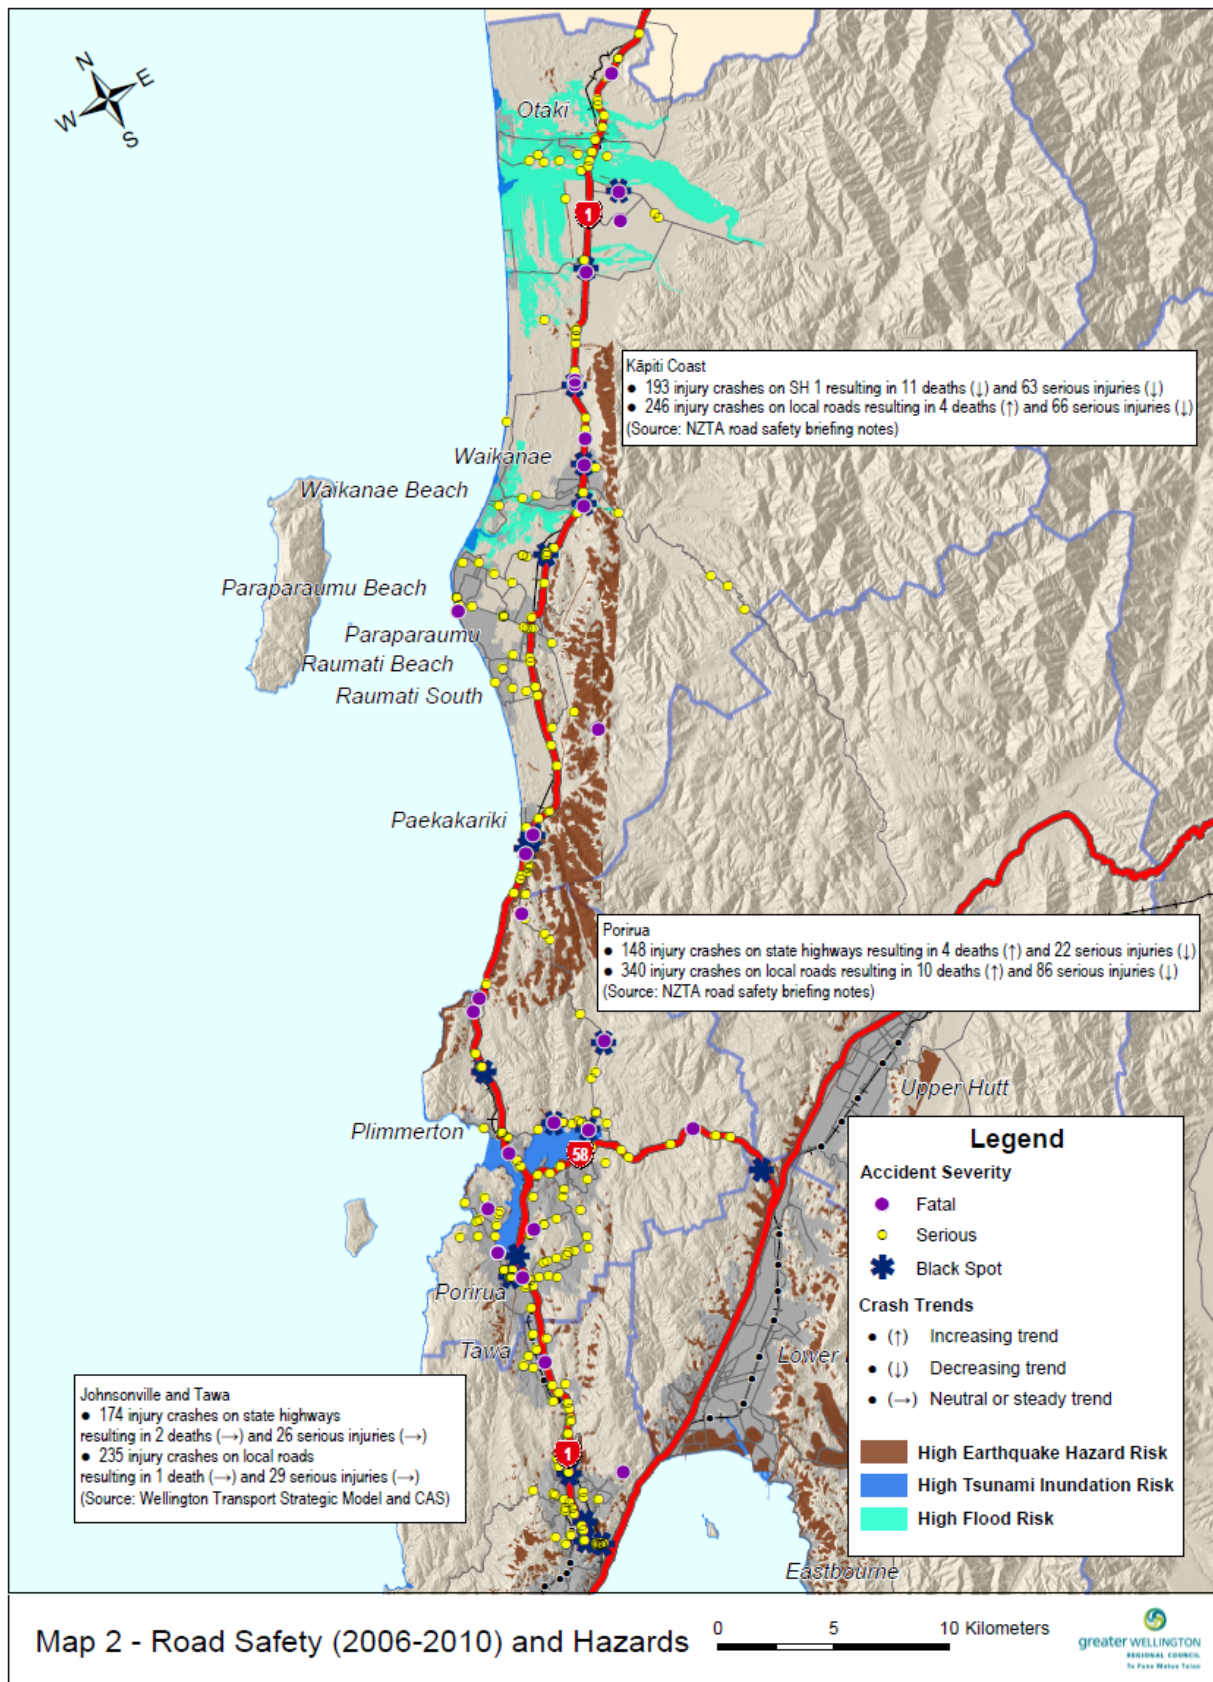 N
E
W
S
Otaki
1
Kāpiti Coast
● 193 injury crashes on SH 1 resulting in 11 deaths (↓) and 63 serious injuries (↓)
● 246 injury crashes on local roads resulting in 4 deaths (↑) and 66 serious injuries (↓)
(Source: NZTA road safety briefing notes)
Waikanae
Waikanae Beach
Paraparaumu Beach
Paraparaumu
Raumati Beach
Raumati South
Paekakariki
Porirua
● 148 injury crashes on state highways resulting in 4 deaths (↑) and 22 serious injuries (↓)
● 340 injury crashes on local roads resulting in 10 deaths (↑) and 86 serious injuries (↓)
(Source: NZTA road safety briefing notes)
Upper Hutt
Plimmerton
58
Porirua
Tawa
Lower
Legend
Accident Severity
Fatal
Serious
Black Spot
Crash Trends
● (↑) Increasing trend
● (↓) Decreasing trend
● (→) Neutral or steady trend
High Earthquake Hazard Risk
High Tsunami Inundation Risk
High Flood Risk
Johnsonville and Tawa
● 174 injury crashes on state highways
resulting in 2 deaths (→) and 26 serious injuries (→)
● 235 injury crashes on local roads
resulting in 1 death (→) and 29 serious injuries (→)
(Source: Wellington Transport Strategic Model and CAS)
1
Eastbourne
Map 2 - Road Safety (2006-2010) and Hazards
0 5 10 Kilometers
greater WELLINGTON
REGIONAL COUNCIL
Te Pane Matua Taiao